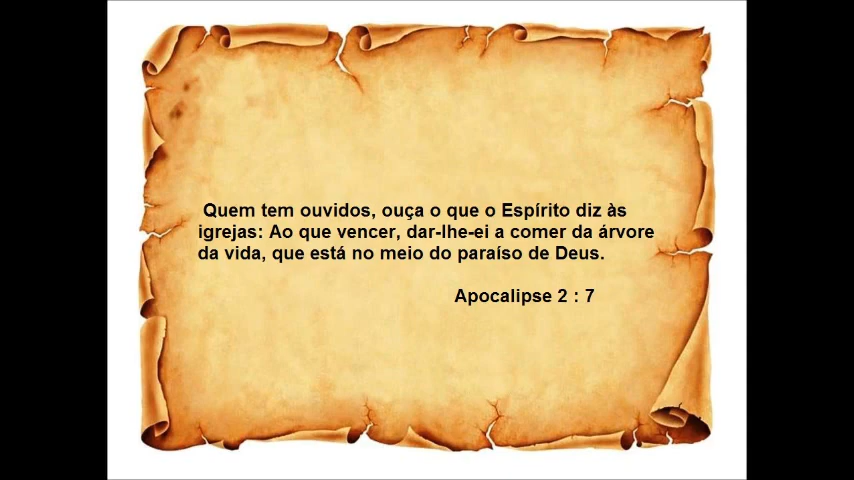 Quem tem ouvidos, ouça o que o Espírito diz às
igrejas: Ao que vencer, dar-lhe-ei a comer da árvore
da vida, que está no meio do paraíso de Deus.
Apocalipse 2 : 7